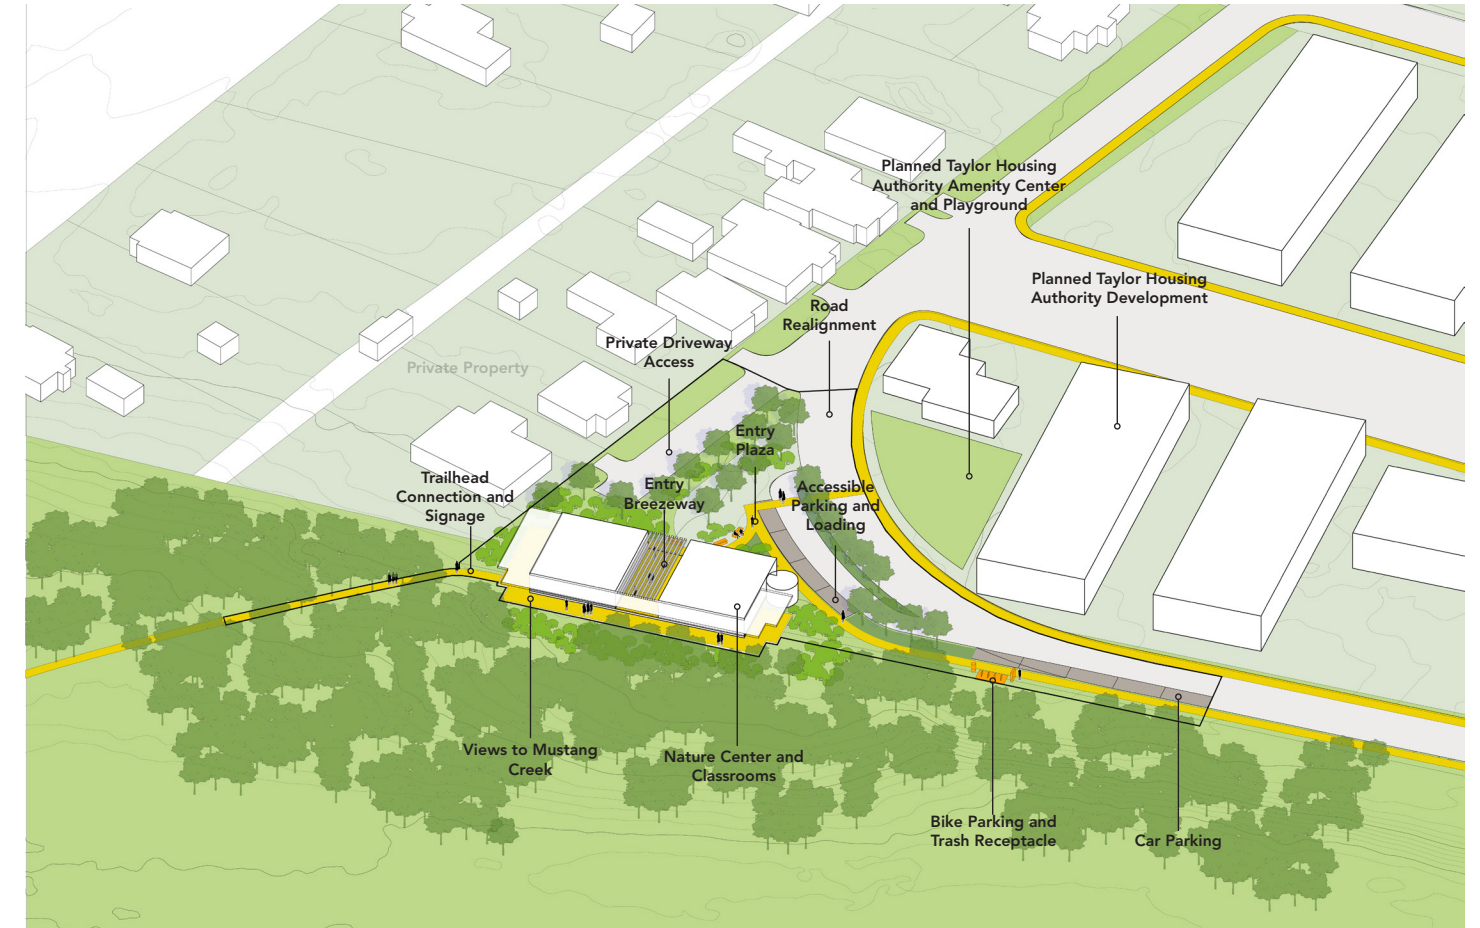 Planned Taylor Housing
Authority Amenity Center
and Playground
Planned Taylor Housing
Authority Development
Road
Realignment
Private Driveway
Access
Private Property
Entry
Plaza
Trailhead
Connection and
Signage
Entry
Breezeway
Accessible
Parking and
Loading
Views to Mustang
Creek
Nature Center and
Classrooms
Bike Parking and
Trash Receptacle
Car Parking